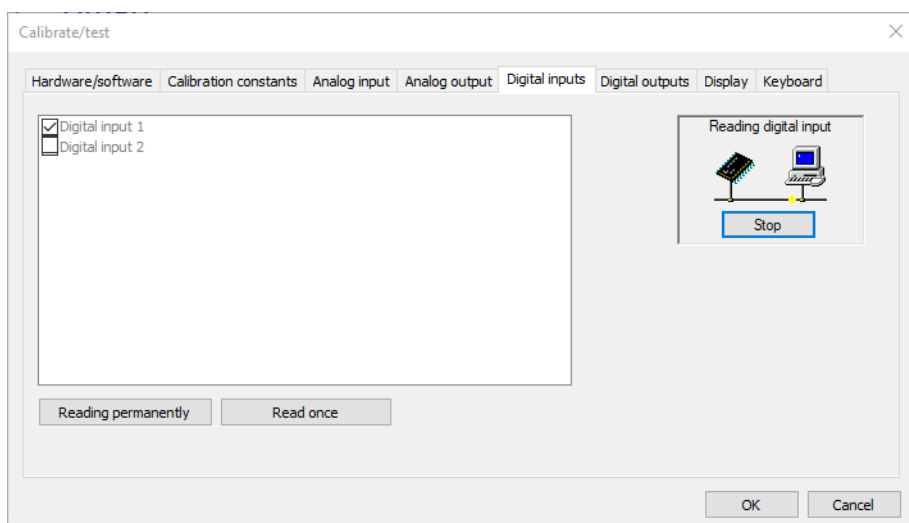 Calibrate/test
Hardware/software Calibration constants Analog input Analog output Digital inputs Digital outputs Display Keyboard
Digital input 1
Digital input 2
Reading digital input
Stop
Reading permanently Read once
OK Cancel